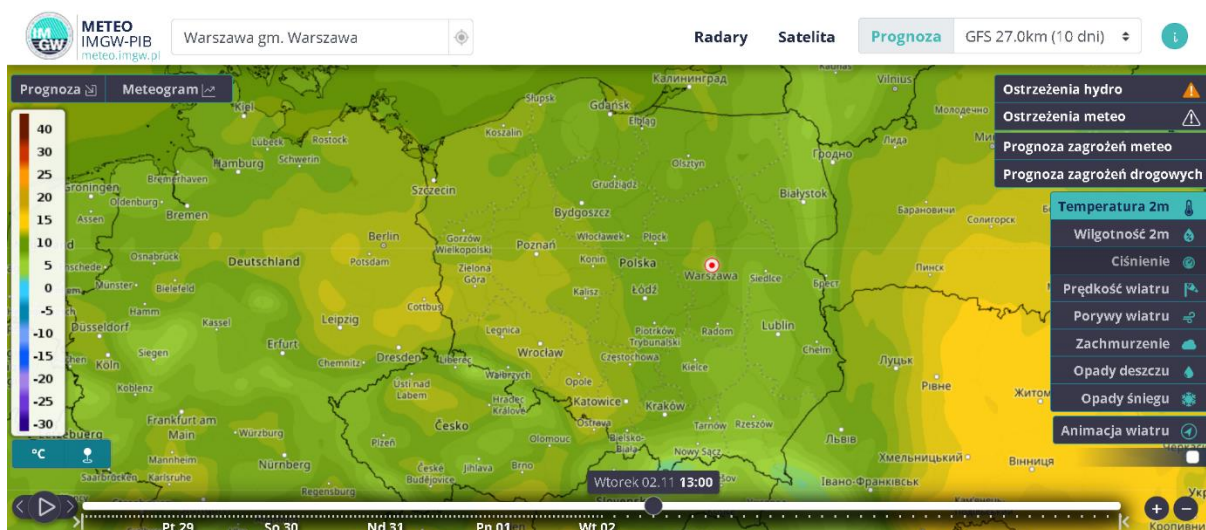 METEO
IMGW-PIB
meteo.imgw.pl
IM
GW
Warszawa gm. Warszawa
Radary
Satelita
Prognoza
GFS 27.0km (10 dni)
i
Prognoza
Meteogram
Ostrzeżenia hydro
Ostrzeżenia meteo
Prognoza zagrożeń meteo
Prognoza zagrożeń drogowych
Temperatura 2m
Wilgotność 2m
Ciśnienie
Prędkość wiatru
Porywy wiatru
Zachmurzenie
Opady deszczu
Opady śniegu
Animacja wiatru
40
30
25
20
15
10
5
0
-5
-10
-15
-20
-25
-30
°C
Калининград
Vilnius
Kiel
Słupsk
Gdańsk
Elbląg
Молодечно
Koszalin
Lübeck
Rostock
Лида
Schwerin
Hamburg
Гродно
Olsztyn
Bremerhaven
Szczecin
Grudziądz
Białystok
Groningen
Oldenburg
Барановичи
Солигорск
Assen
Bremen
Bydgoszcz
Berlin
Gorzów
Wielkopolski
Włocławek
Płock
Poznań
Osnabrück
Deutschland
Potsdam
Zielona
Góra
Konin
Polska
Warszawa
Siedlce
Брест
Пинск
Münster
Bielefeld
Kalisz
Łódź
Hamm
Cottbus
Leipzig
Düsseldorf
Kassel
Legnica
Piotrków
Trybunalski
Radom
Lublin
Erfurt
Siegen
Köln
Chemnitz
Dresden
Liberec
Wrocław
Częstochowa
Chełm
Луцьк
Wałbrzych
Kielce
Koblenz
Ústí nad
Labem
Opole
Рівне
Житом
Hradec
Králové
Katowice
Kraków
Frankfurt am
Main
Česko
Ostrava
Tarnów
Rzeszów
Würzburg
Plzeň
Olomouc
Bielsko-
Biała
Львів
Nowy Sącz
Хмельницький
Вінниця
Mannheim
Nürnberg
České
Budějovice
Jihlava
Brno
Saarbrücken
Karlsruhe
Івано-Франківськ
Regensburg
Wtorek 02.11 13:00
Pt 29
So 30
Nd 31
Pn 01
Wt 02
+
−